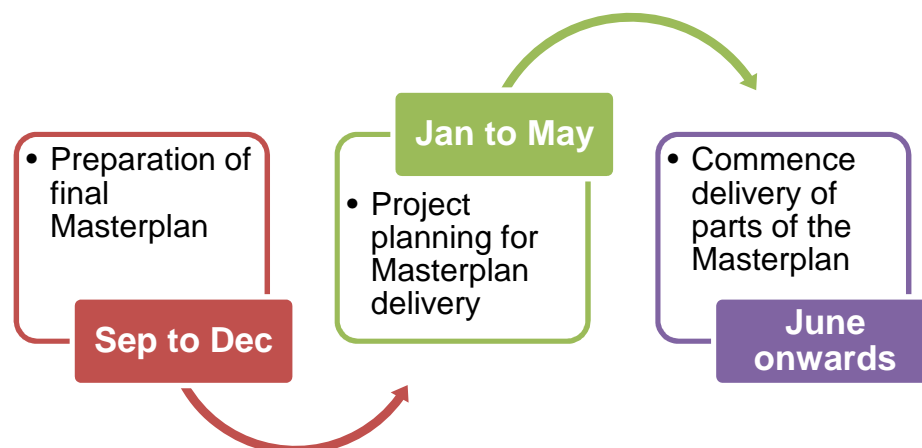 • Preparation of
final
Masterplan
Sep to Dec
Jan to May
• Project
planning for
Masterplan
delivery
• Commence
delivery of
parts of the
Masterplan
June
onwards